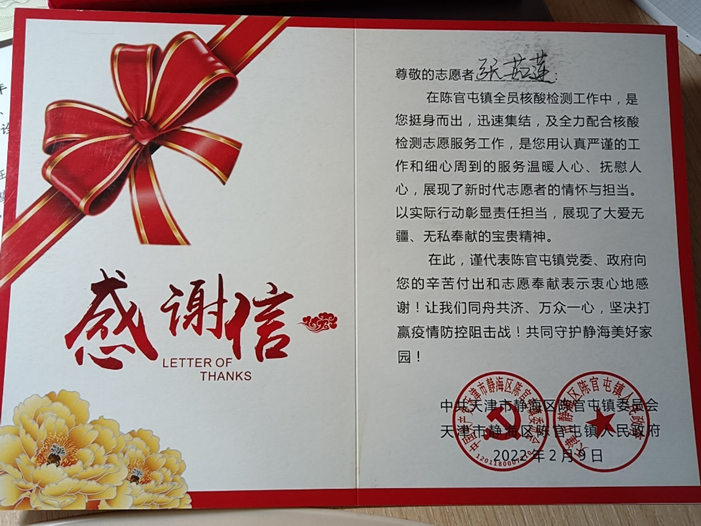 感谢信
LETTER OF
THANKS
尊敬的志愿者张茹莲:
在陈官屯镇全员核酸检测工作中，是
您挺身而出，迅速集结，及全力配合核酸
检测志愿服务工作，是您用认真严谨的工
作和细心周到的服务温暖人心、抚慰人
心，展现了新时代志愿者的情怀与担当。
以实际行动彰显责任担当，展现了大爱无
疆、无私奉献的宝贵精神。
在此，谨代表陈官屯镇党委、政府向
您的辛苦付出和志愿奉献表示衷心地感
谢！让我们同舟共济、万众一心，坚决打
赢疫情防控阻击战！共同守护静海美好家
园！
中共天津市静海区陈官屯镇委员会
天津市静海区陈官屯镇人民政府
2022年2月9日